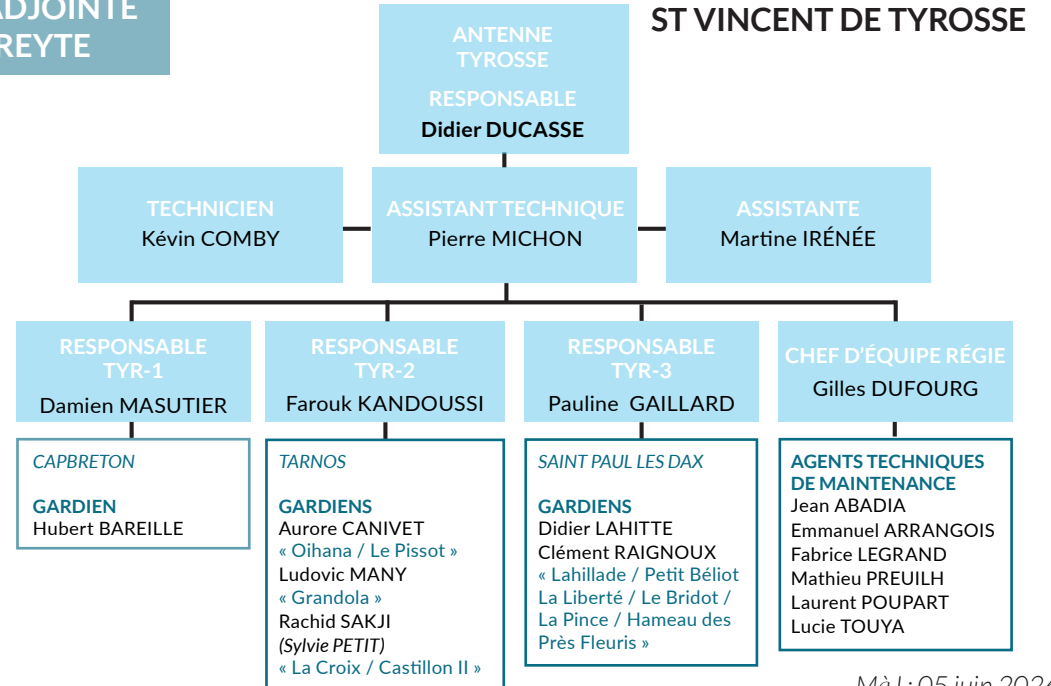 ADJOINTE
REYTE
ST VINCENT DE TYROSSE
ANTENNE
TYROSSE
RESPONSABLE
Didier DUCASSE
TECHNICIEN
Kévin COMBY
ASSISTANT TECHNIQUE
Pierre MICHON
ASSISTANTE
Martine IRÉNÉE
RESPONSABLE
TYR-1
Damien MASUTIER
RESPONSABLE
TYR-2
Farouk KANDOUSSI
RESPONSABLE
TYR-3
Pauline GAILLARD
CHEF D'ÉQUIPE RÉGIE
Gilles DUFOURG
CAPBRETON
GARDIEN
Hubert BAREILLE
TARNOS
GARDIENS
Aurore CANIVET
« Oihana / Le Pissot »
Ludovic MANY
« Grandola »
Rachid SAKJI
(Sylvie PETIT)
« La Croix / Castillon II »
SAINT PAUL LES DAX
GARDIENS
Didier LAHITTE
Clément RAIGNOUX
« Lahillade / Petit Béliot
La Liberté / Le Bridot /
La Pince / Hameau des
Près Fleuris »
AGENTS TECHNIQUES
DE MAINTENANCE
Jean ABADIA
Emmanuel ARRANGOIS
Fabrice LEGRAND
Mathieu PREUILH
Laurent POUPART
Lucie TOUYA
MàJ : 05 juin 2024